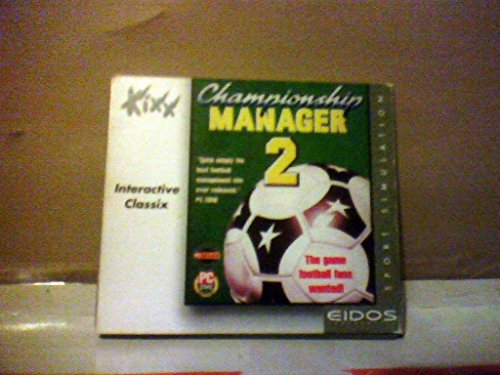 Kixx
Interactive
Classix
Championship
MANAGER
2
"Quite simply the
best football
management sim
ever released."
PC ZONE
PC
The game
football fans
wanted!
SPORT SIMULATION
EIDOS